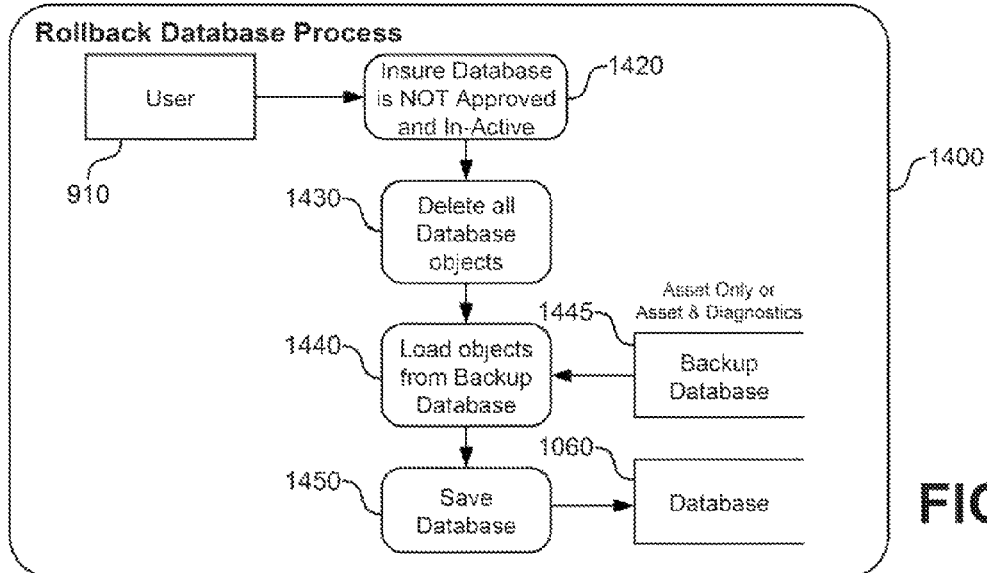 Rollback Database Process
User
Insure Database
is NOT Approved
and In-Active
1420
910
1400
1430
Delete all
Database
objects
Asset Only or
Asset & Diagnostics
1445
1440
Load objects
from Backup
Database
Backup
Database
1060
1450
Save
Database
Database